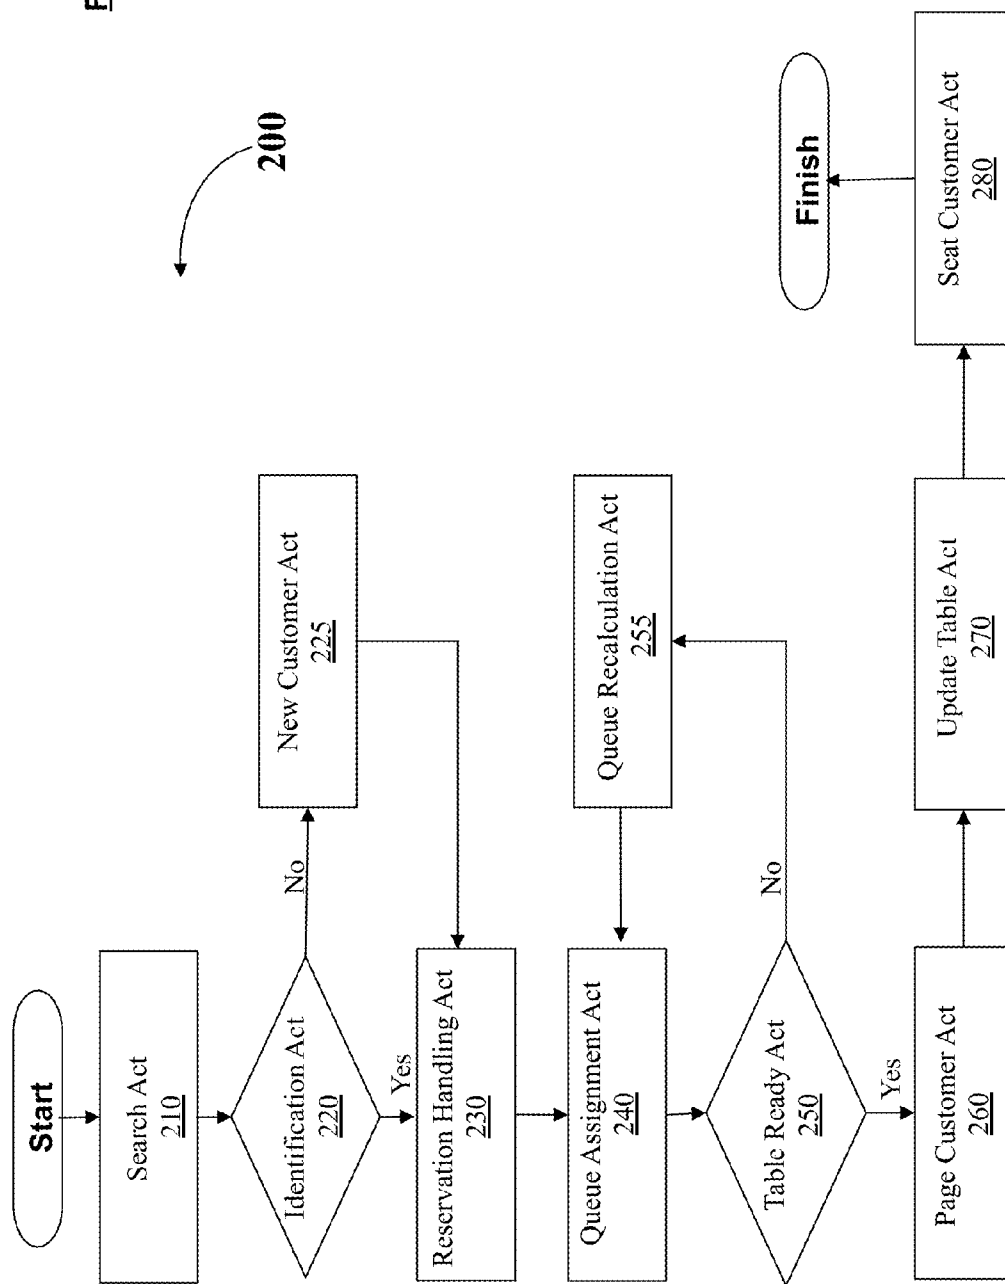 200
Start
Search Act
210
Identification Act
220
No
New Customer Act
225
Yes
Reservation Handling Act
230
Queue Assignment Act
240
Queue Recalculation Act
255
Table Ready Act
250
No
Yes
Page Customer Act
260
Update Table Act
270
Seat Customer Act
280
Finish